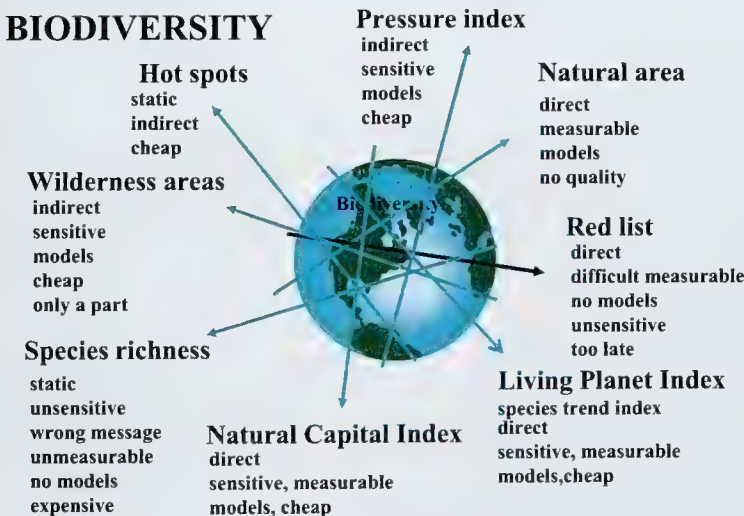 BIODIVERSITY
Pressure index
indirect
sensitive
models
cheap
Hot spots
static
indirect
cheap
Natural area
direct
measurable
models
no quality
Wilderness areas
indirect
sensitive
models
cheap
only a part
Biodiversity
Red list
direct
difficult measurable
no models
unsensitive
too late
Species richness
static
unsensitive
wrong message
unmeasurable
no models
expensive
Natural Capital Index
direct
sensitive, measurable
models, cheap
Living Planet Index
species trend index
direct
sensitive, measurable
models,cheap